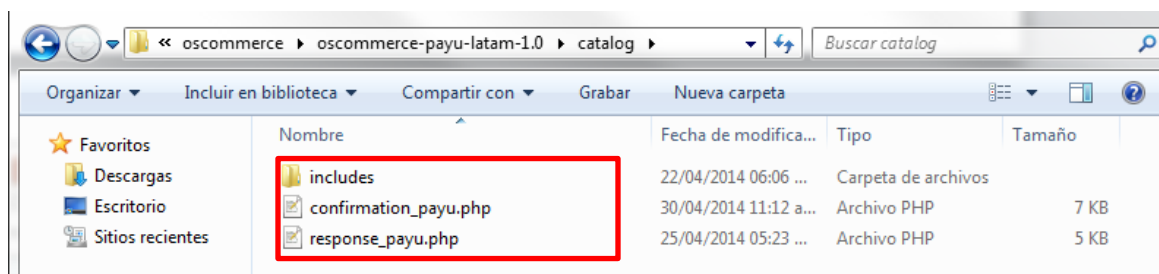 « oscommerce ▸ oscommerce-payu-latam-1.0 ▸ catalog ▸ Buscar catalog
Organizar Incluir en biblioteca Compartir con Grabar Nueva carpeta
Nombre Fecha de modifica... Tipo Tamaño
Favoritos
Descargas includes 22/04/2014 06:06 ... Carpeta de archivos
Escritorio confirmation_payu.php 30/04/2014 11:12 a... Archivo PHP 7 KB
Sitios recientes response_payu.php 25/04/2014 05:23 ... Archivo PHP 5 KB